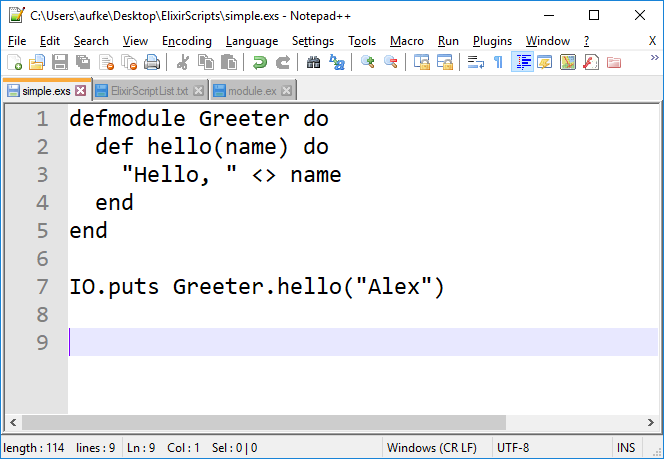 C:\Users\aufke\Desktop\ElixirScripts\simple.exs - Notepad++
File Edit Search View Encoding Language Settings Tools Macro Run Plugins Window ? X
simple.exs ElixirScriptList.txt module.ex
1 defmodule Greeter do
2   def hello(name) do
3     "Hello, " <> name
4   end
5 end
6
7 IO.puts Greeter.hello("Alex")
8
9
length : 114 lines : 9 Ln : 9 Col : 1 Sel : 0 | 0 Windows (CR LF) UTF-8 INS